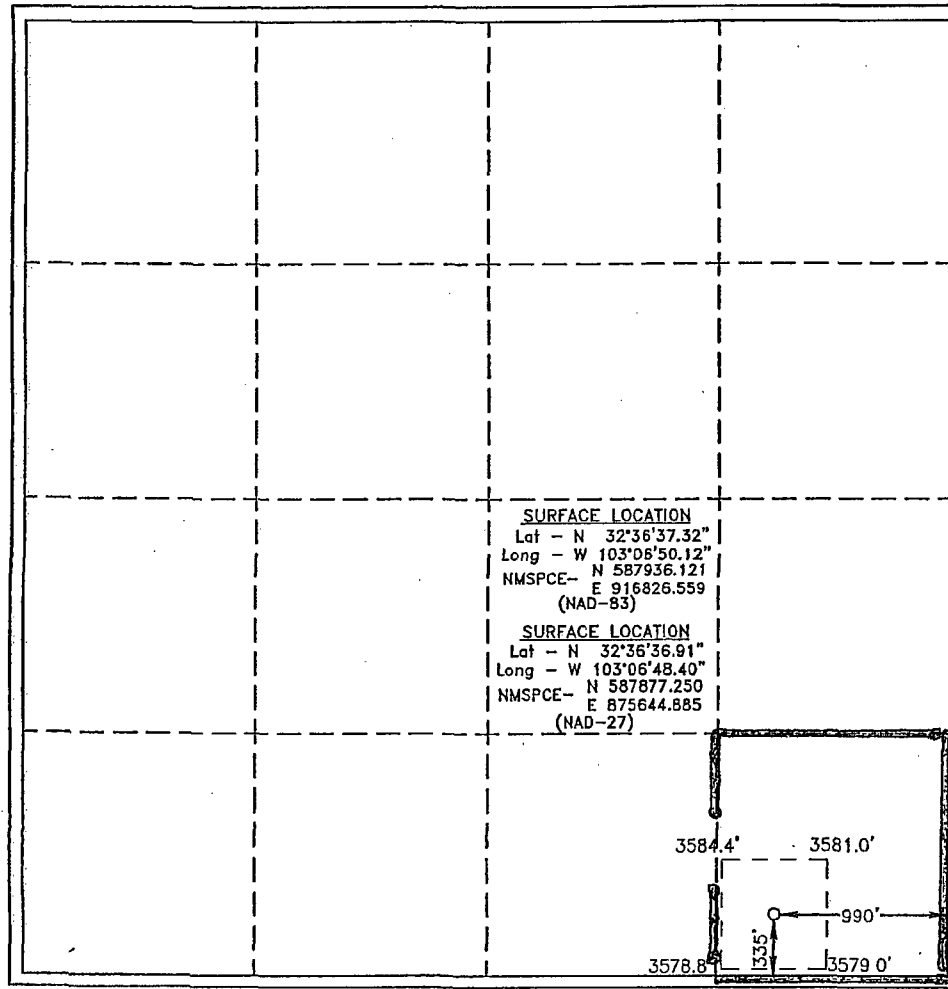 SURFACE LOCATION
Lat - N 32°36'37.32"
Long - W 103°06'50.12"
NMSPCE- N 587936.121
E 916826.559
(NAD-83)
SURFACE LOCATION
Lat - N 32°36'36.91"
Long - W 103°06'48.40"
NMSPCE- N 587877.250
E 875644.885
(NAD-27)
3584.4' 3581.0'
990'
335'
3578.8' 3579 0'